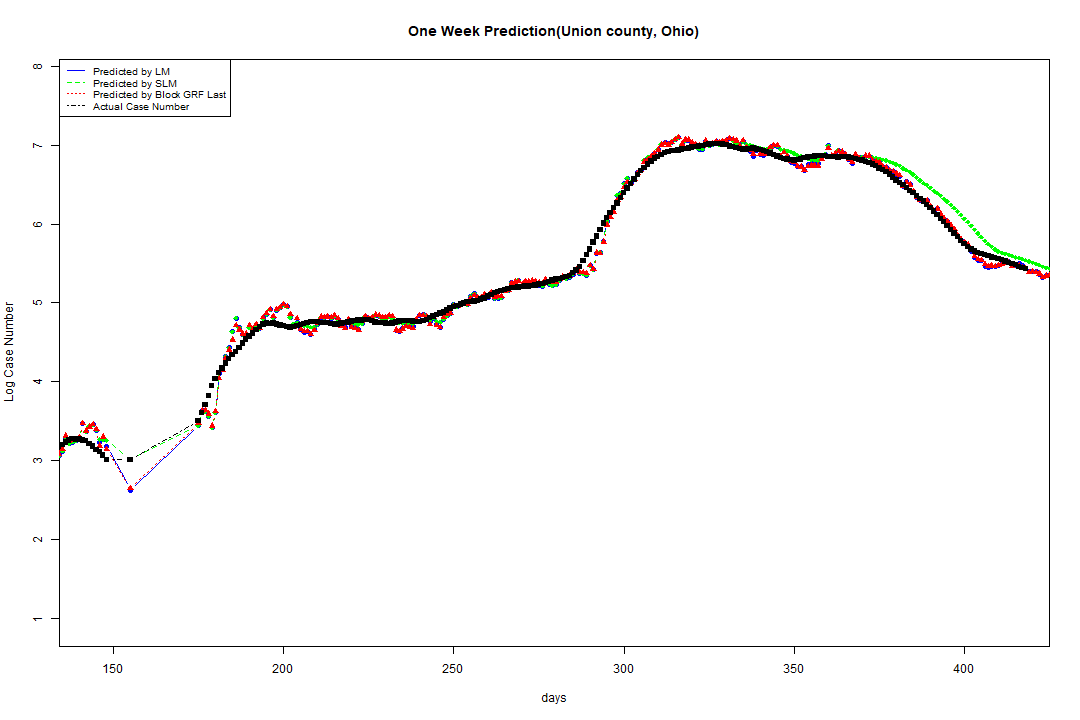 One Week Prediction(Union county, Ohio)
Predicted by LM
Predicted by SLM
Predicted by Block GRF Last
Actual Case Number
8
7
6
5
4
3
2
1
Log Case Number
150 200 250 300 350 400
days